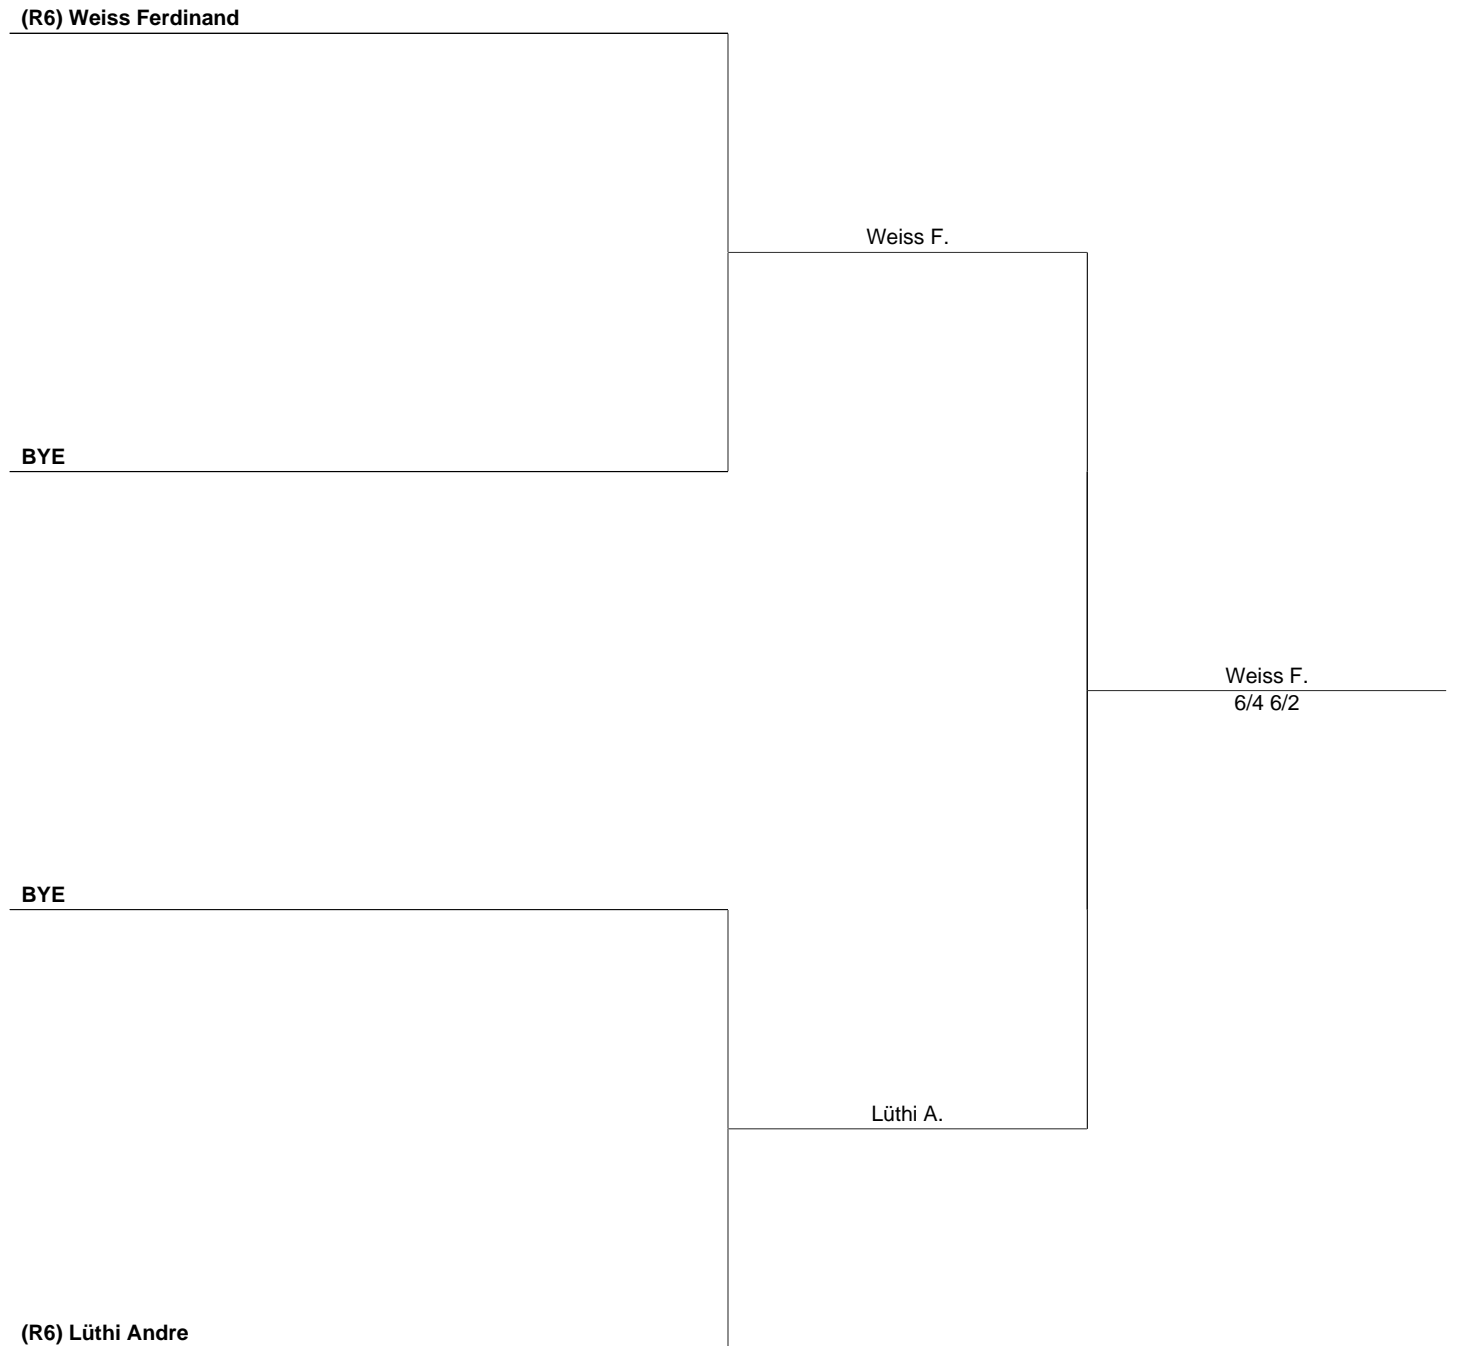 (R6) Weiss Ferdinand
Weiss F.
BYE
Weiss F.
6/4 6/2
BYE
Lüthi A.
(R6) Lüthi Andre